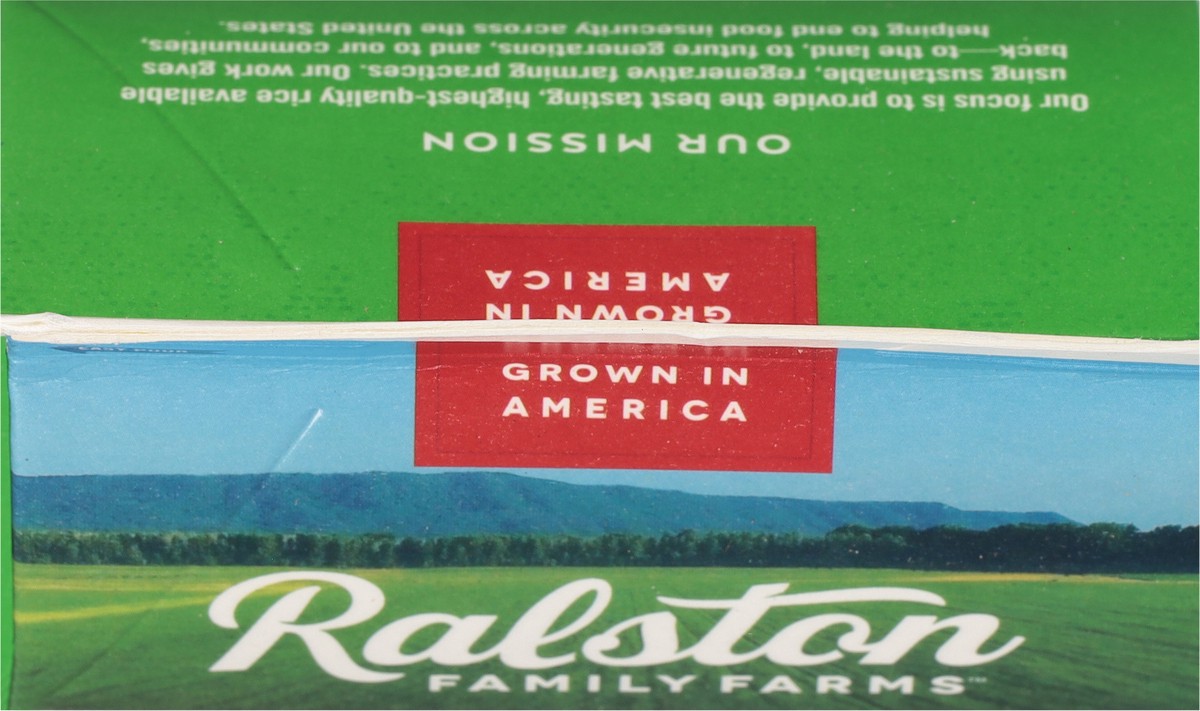 OUR MISSION
Our focus is to provide the best tasting, highest-quality rice available
using sustainable, regenerative farming practices. Our work gives
back—to the land, to future generations, and to our communities,
helping to end food insecurity across the United States.
GROWN IN
AMERICA
GROWN IN
AMERICA
Ralston
FAMILY FARMS™